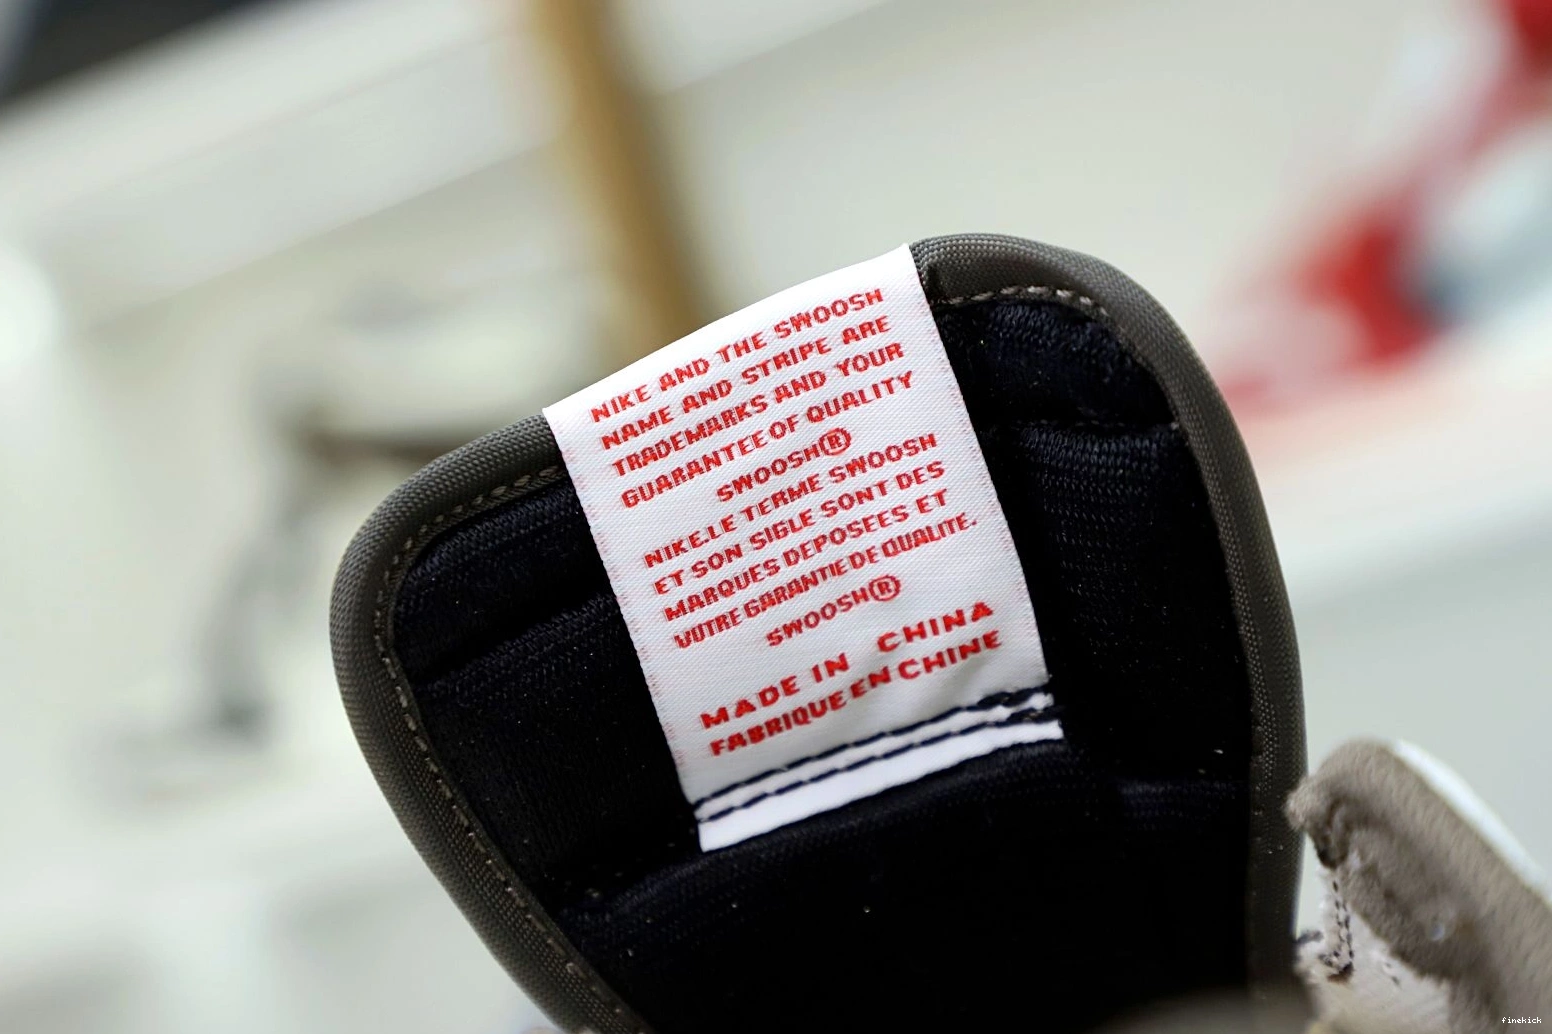 NIKE AND THE SWOOSH
NAME AND STRIPE ARE
TRADEMARKS AND YOUR
GUARANTEE OF QUALITY
SWOOSH®
NIKE.LE TERME SWOOSH
ET SON SIGLE SONT DES
MARQUES DEPOSEES ET
VOTRE GARANTIE DE QUALITE.
SWOOSH®
MADE IN CHINA
FABRIQUE EN CHINE
finekick